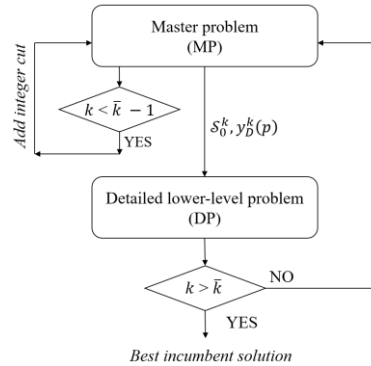 Master problem
(MP)
Add integer cut
k < k̄ − 1
YES
𝒮₀ᵏ, y_Dᵏ(p)
Detailed lower-level problem
(DP)
k > k̄
NO
YES
Best incumbent solution